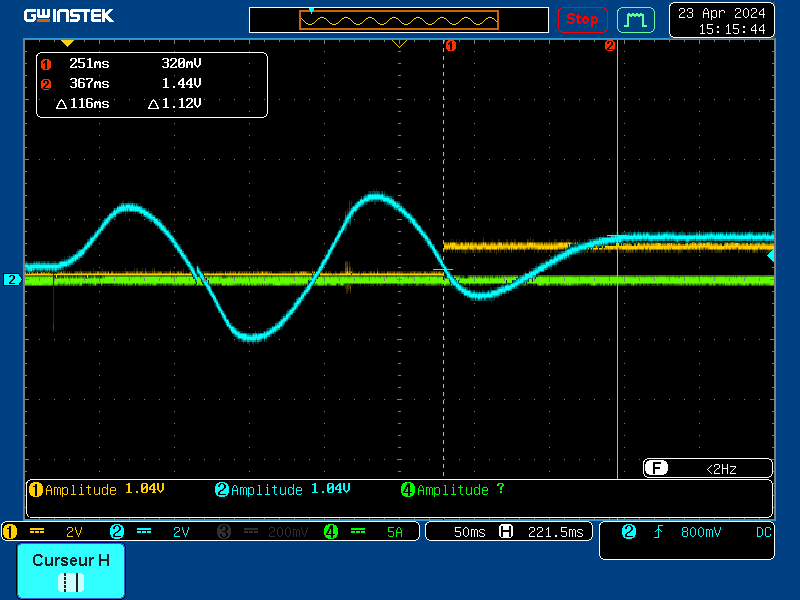 GWINSTEK
Stop
23 Apr 2024
15:15:44
1 251ms 320mV
2 367ms 1.44V
△116ms △1.12V
1 2
2
F <2Hz
1 Amplitude 1.04V 2 Amplitude 1.04V 4 Amplitude ?
1 2V 2 2V 3 200mV 4 5A 50ms H 221.5ms 2 800mV DC
Curseur H